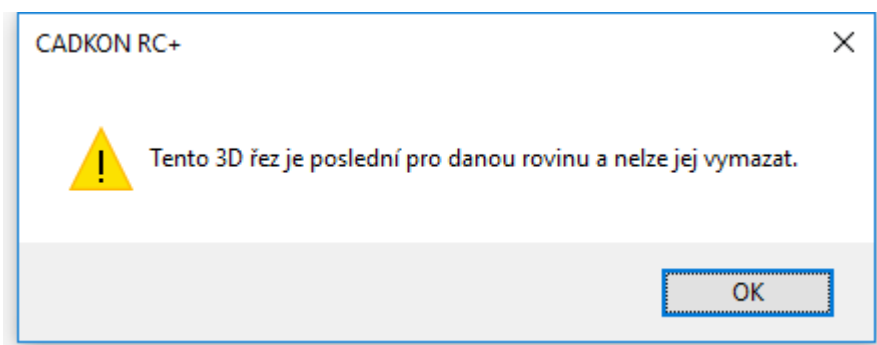 CADKON RC+
Tento 3D řez je poslední pro danou rovinu a nelze jej vymazat.
OK